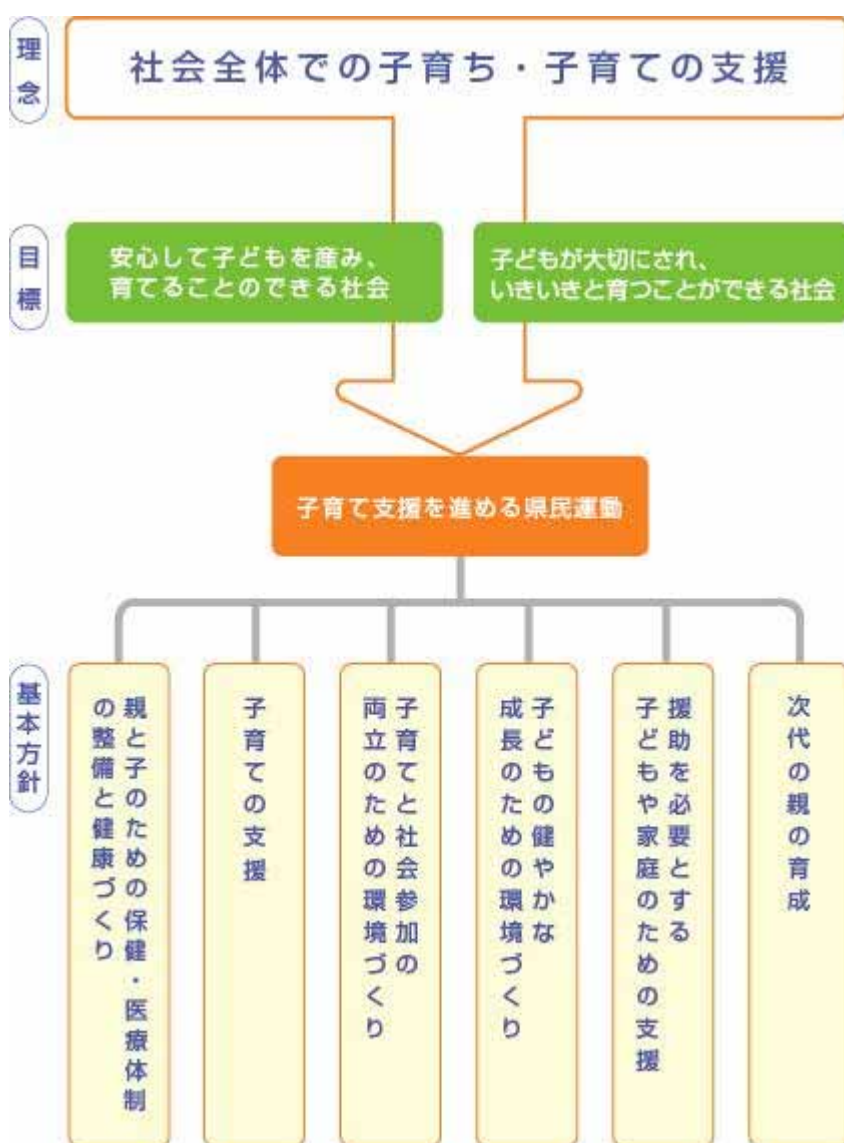 理念
社会全体での子育ち・子育ての支援
目標
安心して子どもを産み、
育てることのできる社会
子どもが大切にされ、
いきいきと育つことができる社会
子育て支援を進める県民運動
基本方針
親と子のための保健・医療体制
の整備と健康づくり
子育ての支援
子育てと社会参加の
両立のための環境づくり
子どもの健やかな
成長のための環境づくり
援助を必要とする
子どもや家庭のための支援
次代の親の育成